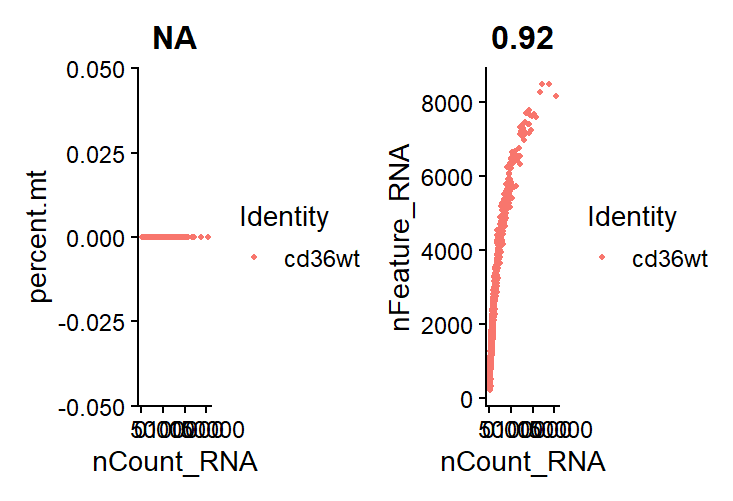 NA
percent.mt
0.050
0.025
0.000
-0.025
-0.050
nCount_RNA
Identity
cd36wt
0.92
nFeature_RNA
8000
6000
4000
2000
0
nCount_RNA
Identity
cd36wt